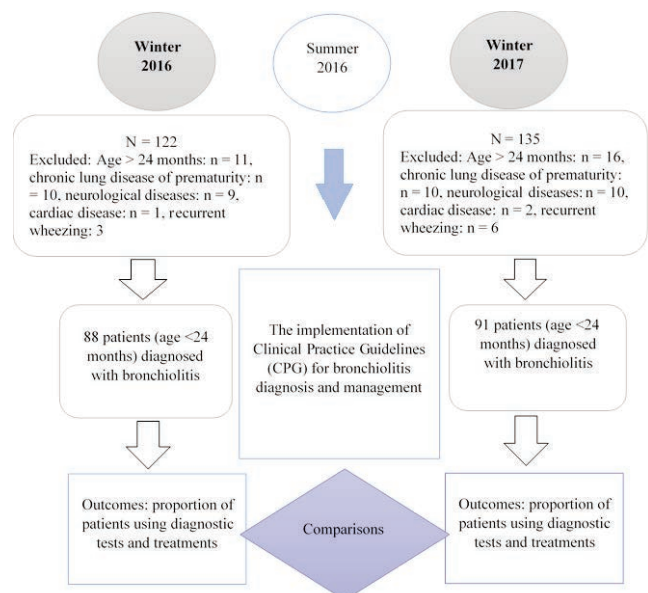 Winter
2016
Summer
2016
Winter
2017
N = 122
Excluded: Age > 24 months: n = 11,
chronic lung disease of prematurity: n
= 10, neurological diseases: n = 9,
cardiac disease: n = 1, recurrent
wheezing: 3
N = 135
Excluded: Age > 24 months: n = 16,
chronic lung disease of prematurity:
n = 10, neurological diseases: n = 10,
cardiac disease: n = 2, recurrent
wheezing: n = 6
88 patients (age <24
months) diagnosed
with bronchiolitis
The implementation of
Clinical Practice Guidelines
(CPG) for bronchiolitis
diagnosis and management
91 patients (age <24
months) diagnosed
with bronchiolitis
Outcomes: proportion of
patients using diagnostic
tests and treatments
Comparisons
Outcomes: proportion of
patients using diagnostic
tests and treatments